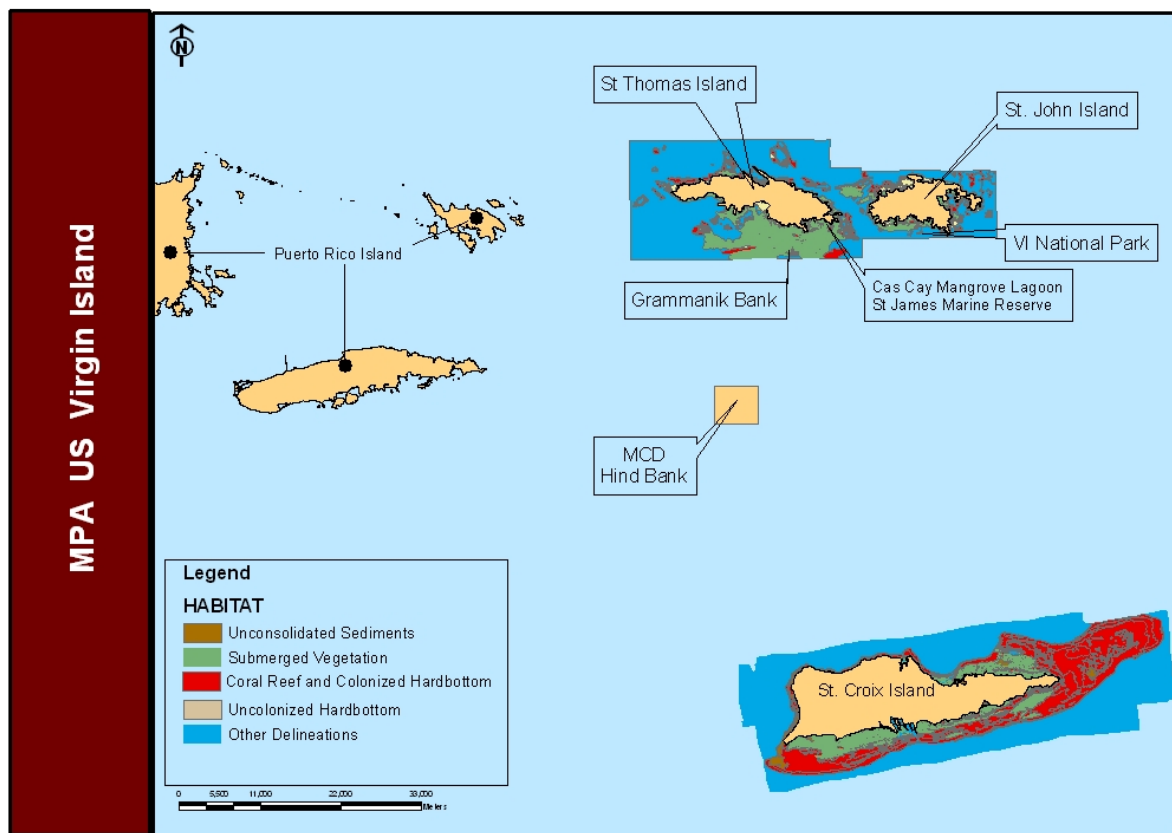 MPA US Virgin Island
N
St Thomas Island
St. John Island
Puerto Rico Island
VI National Park
Grammanik Bank
Cas Cay Mangrove Lagoon
St James Marine Reserve
MCD
Hind Bank
St. Croix Island
Legend
HABITAT
Unconsolidated Sediments
Submerged Vegetation
Coral Reef and Colonized Hardbottom
Uncolonized Hardbottom
Other Delineations
0 5,500 11,000 22,000 33,000
Meters